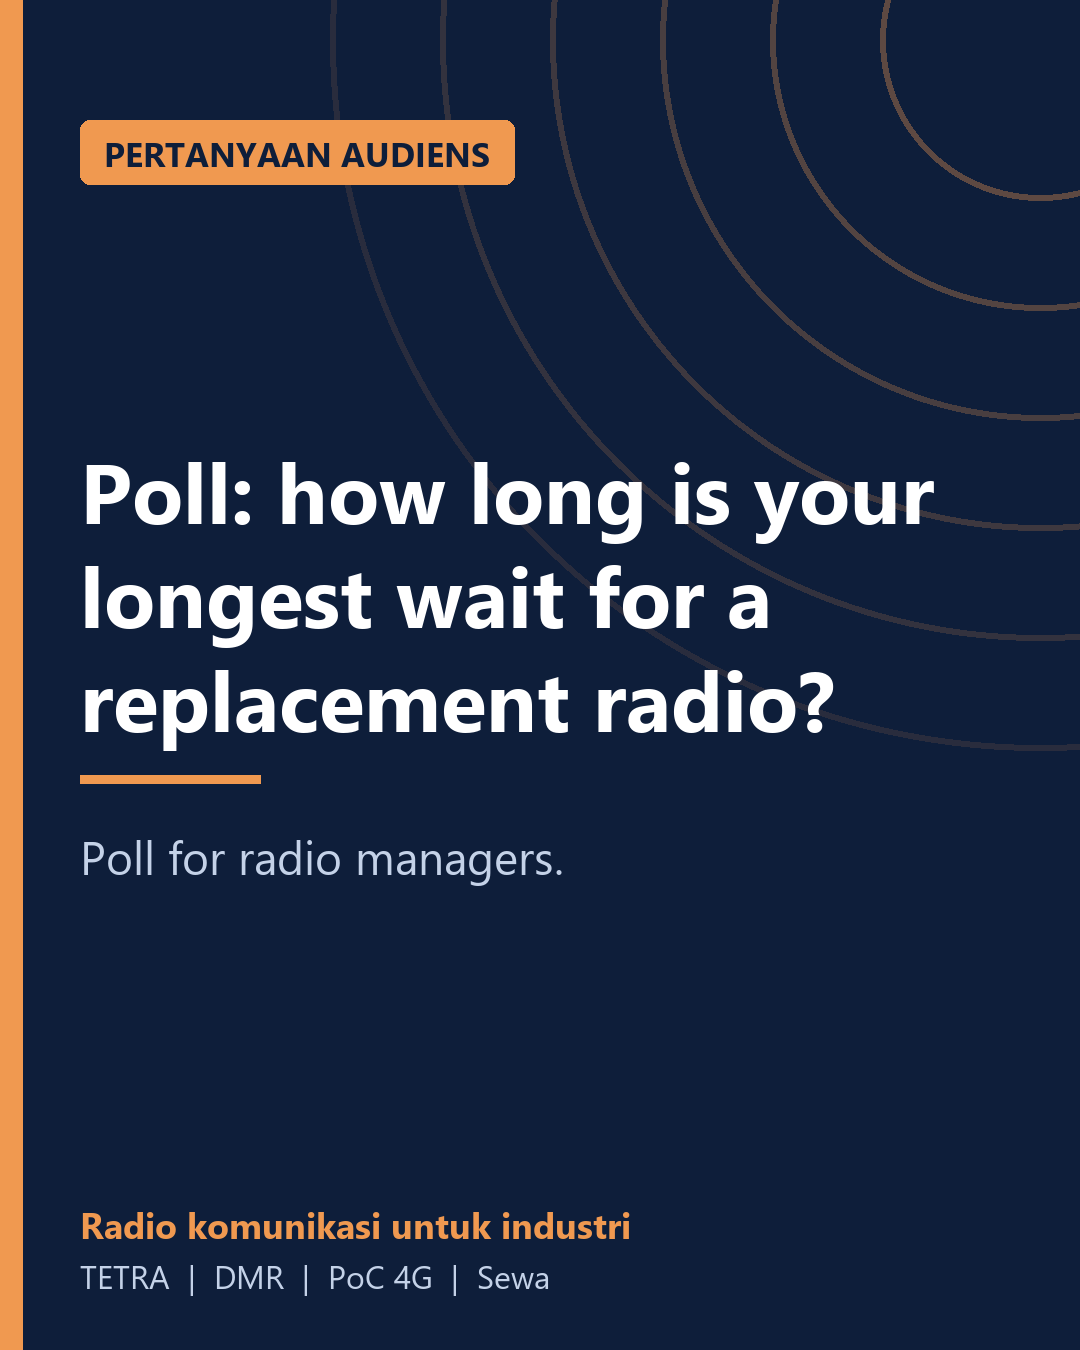 PERTANYAAN AUDIENS
Poll: how long is your
longest wait for a
replacement radio?
Poll for radio managers.
Radio komunikasi untuk industri
TETRA | DMR | PoC 4G | Sewa